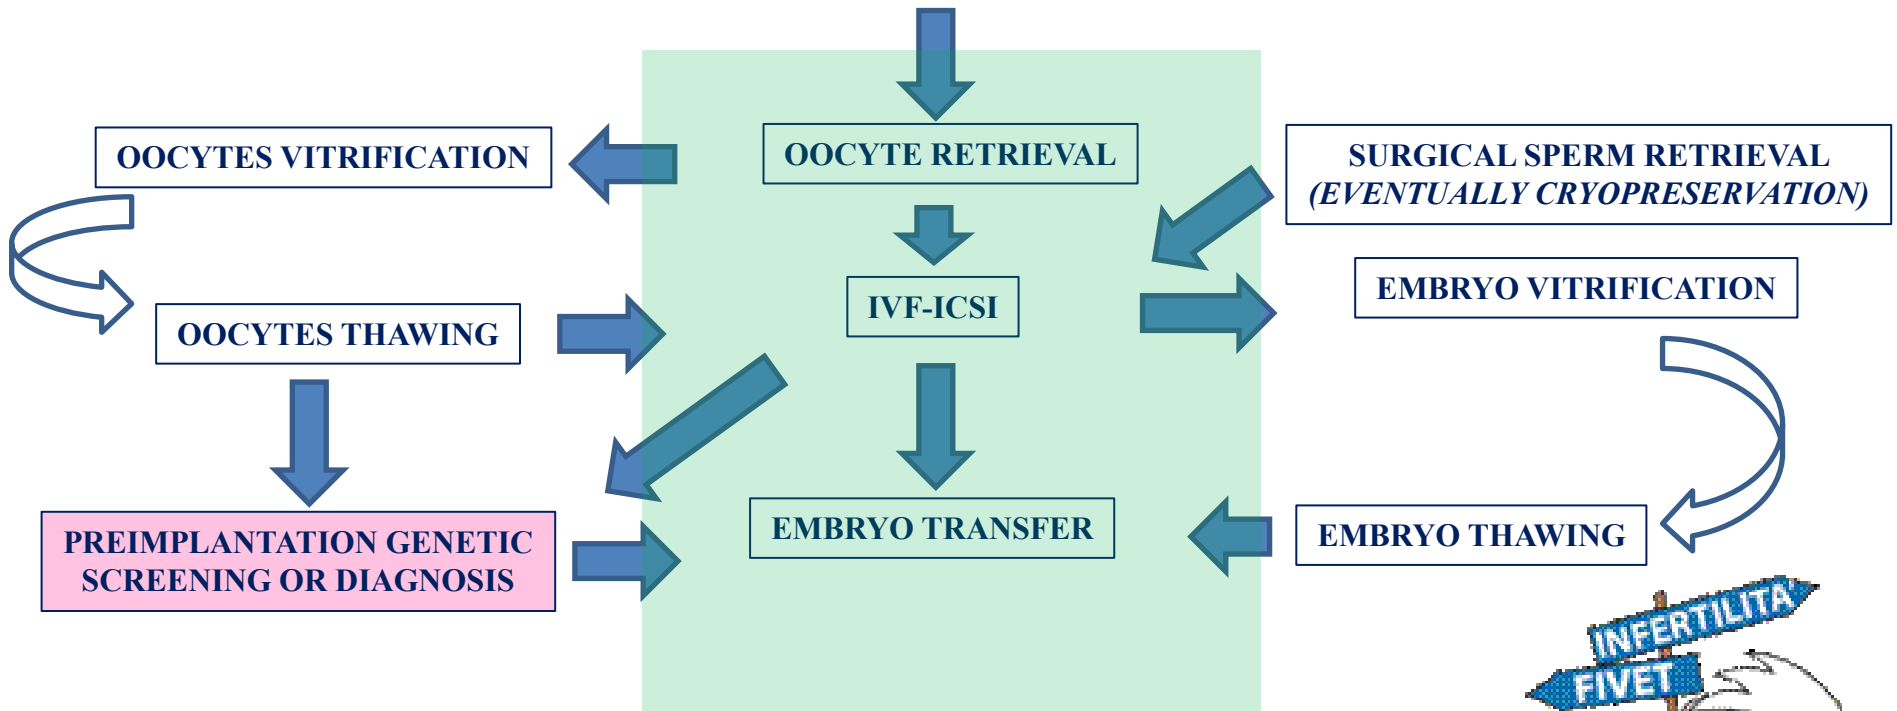 OOCYTES VITRIFICATION
OOCYTE RETRIEVAL
SURGICAL SPERM RETRIEVAL
(EVENTUALLY CRYOPRESERVATION)
EMBRYO VITRIFICATION
IVF-ICSI
OOCYTES THAWING
PREIMPLANTATION GENETIC
SCREENING OR DIAGNOSIS
EMBRYO TRANSFER
EMBRYO THAWING
INFERTILITA'
FIVET